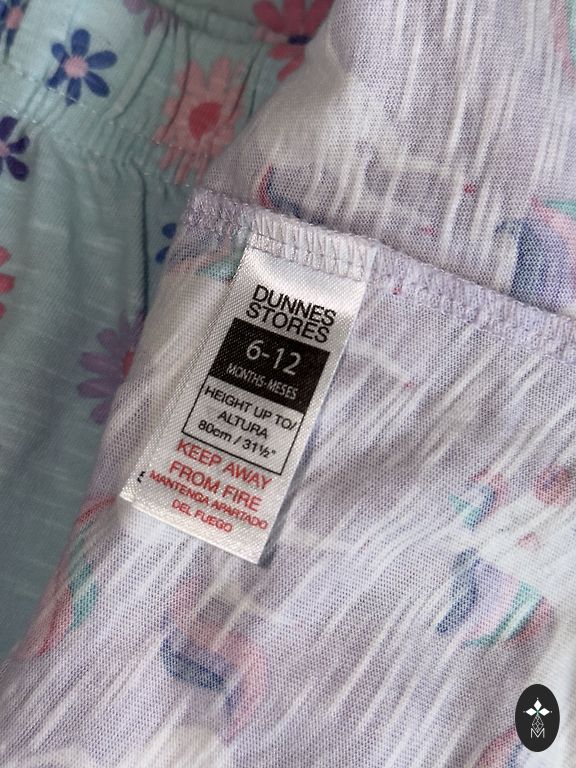 DUNNES
STORES
6-12
MONTHS-MESES
HEIGHT UP TO/
ALTURA
80cm / 31½"
KEEP AWAY
FROM FIRE
MANTENGA APARTADO
DEL FUEGO